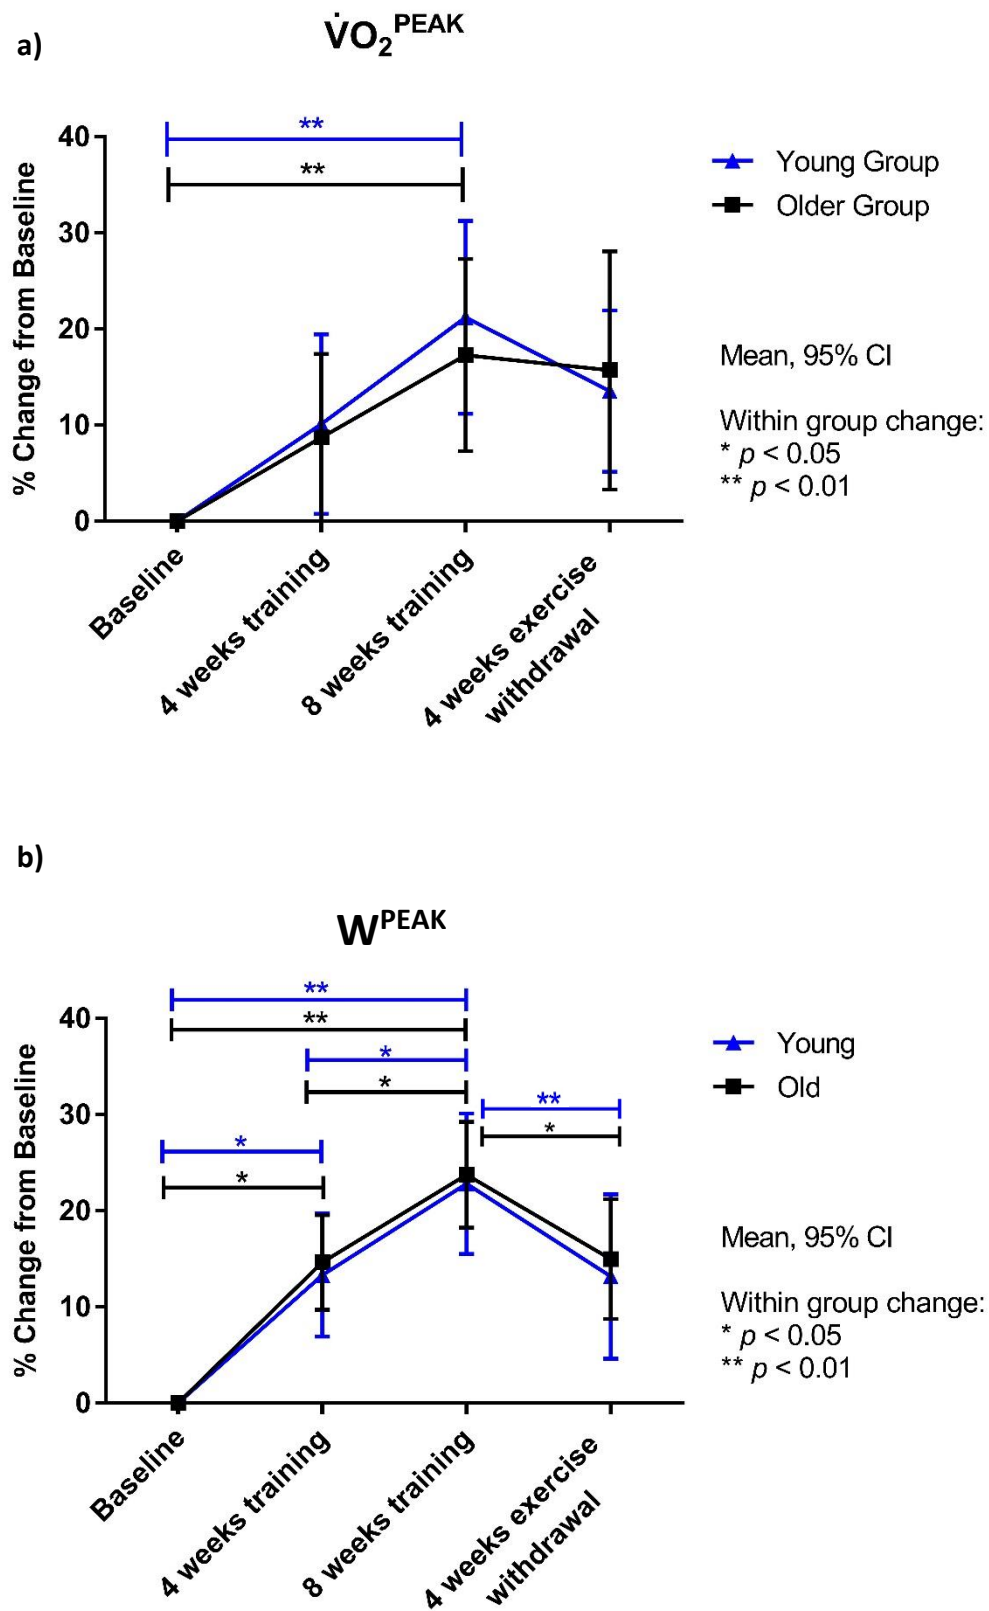 a)
V̇O₂ᴾᴱᴬᴷ
% Change from Baseline
40
30
20
10
0
**
**
Baseline
4 weeks training
8 weeks training
4 weeks exercise
withdrawal
Young Group
Older Group
Mean, 95% CI
Within group change:
* p < 0.05
** p < 0.01
b)
Wᴾᴱᴬᴷ
% Change from Baseline
40
30
20
10
0
**
**
*
*
**
*
*
*
Baseline
4 weeks training
8 weeks training
4 weeks exercise
withdrawal
Young
Old
Mean, 95% CI
Within group change:
* p < 0.05
** p < 0.01